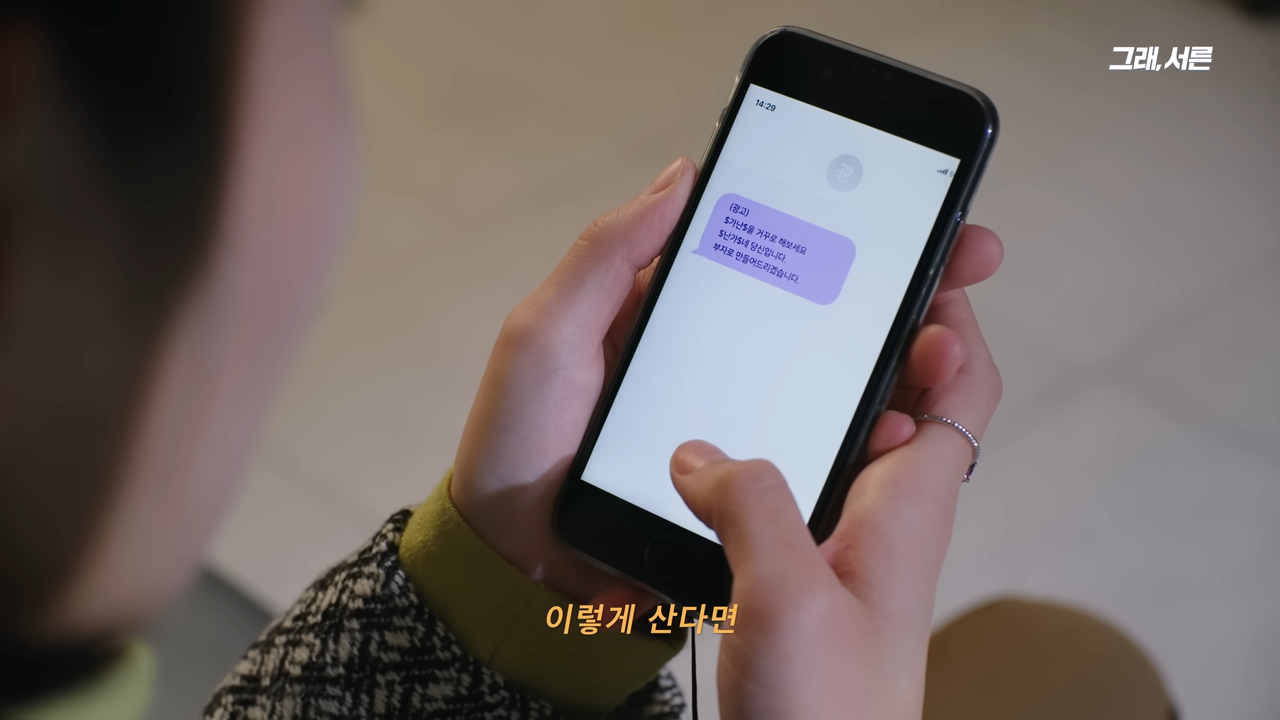 그래, 서른
14:29
광
(광고)
$가난$을 거꾸로 해보세요
$난가$네 당신입니다.
부자로 만들어드리겠습니다.
이렇게 산다면